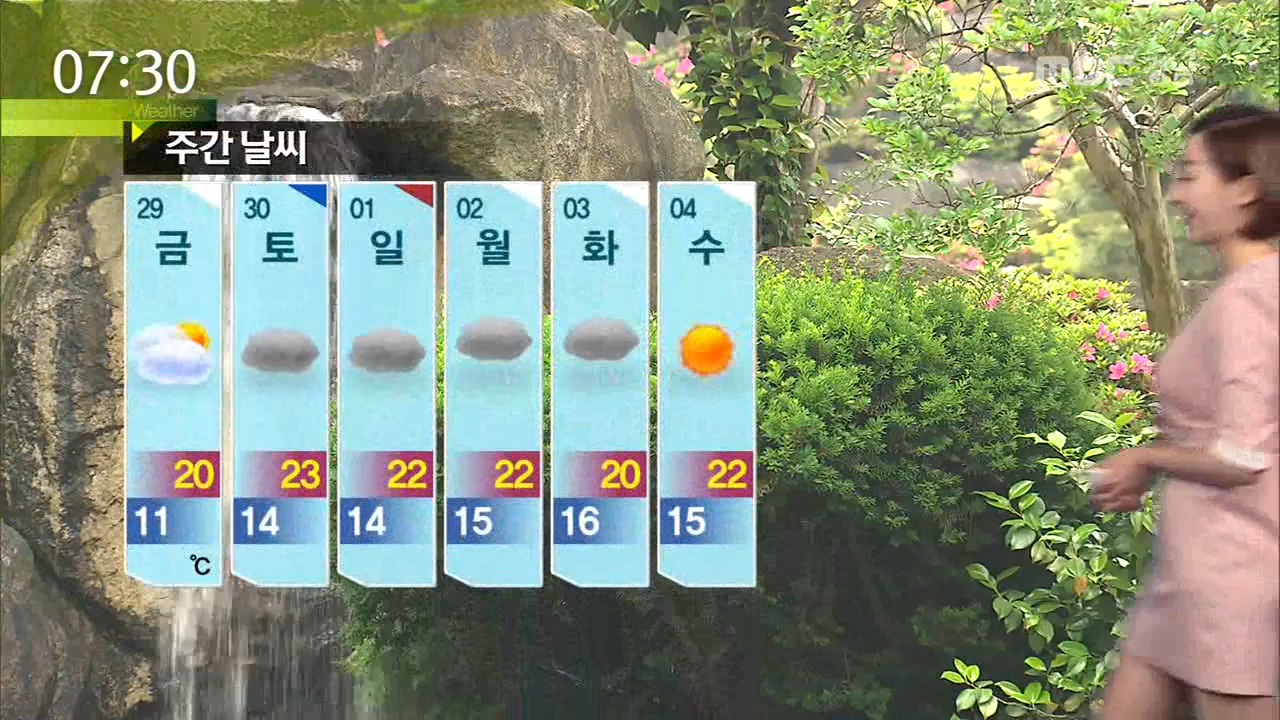 07:30
Weather
주간 날씨
29 30 01 02 03 04
금 토 일 월 화 수
20 23 22 22 20 22
11 14 14 15 16 15
℃